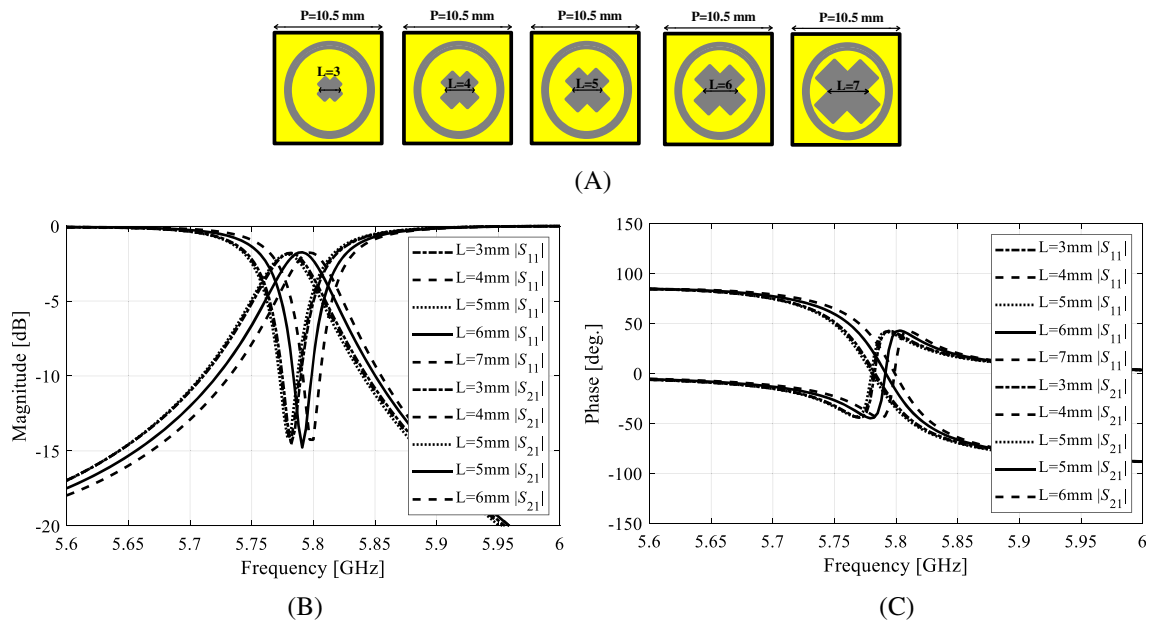 P=10.5 mm P=10.5 mm P=10.5 mm P=10.5 mm P=10.5 mm
L=3 L=4 L=5 L=6 L=7
(A)
0
-5
-10
-15
-20
Magnitude [dB]
5.6 5.65 5.7 5.75 5.8 5.85 5.9 5.95 6
Frequency [GHz]
L=3mm |S11|
L=4mm |S11|
L=5mm |S11|
L=6mm |S11|
L=7mm |S11|
L=3mm |S21|
L=4mm |S21|
L=5mm |S21|
L=5mm |S21|
L=6mm |S21|
(B)
150
100
50
0
-50
-100
-150
Phase [deg.]
5.6 5.65 5.7 5.75 5.8 5.85 5.9 5.95 6
Frequency [GHz]
L=3mm |S11|
L=4mm |S11|
L=5mm |S11|
L=6mm |S11|
L=7mm |S11|
L=3mm |S21|
L=4mm |S21|
L=5mm |S21|
L=5mm |S21|
L=6mm |S21|
(C)